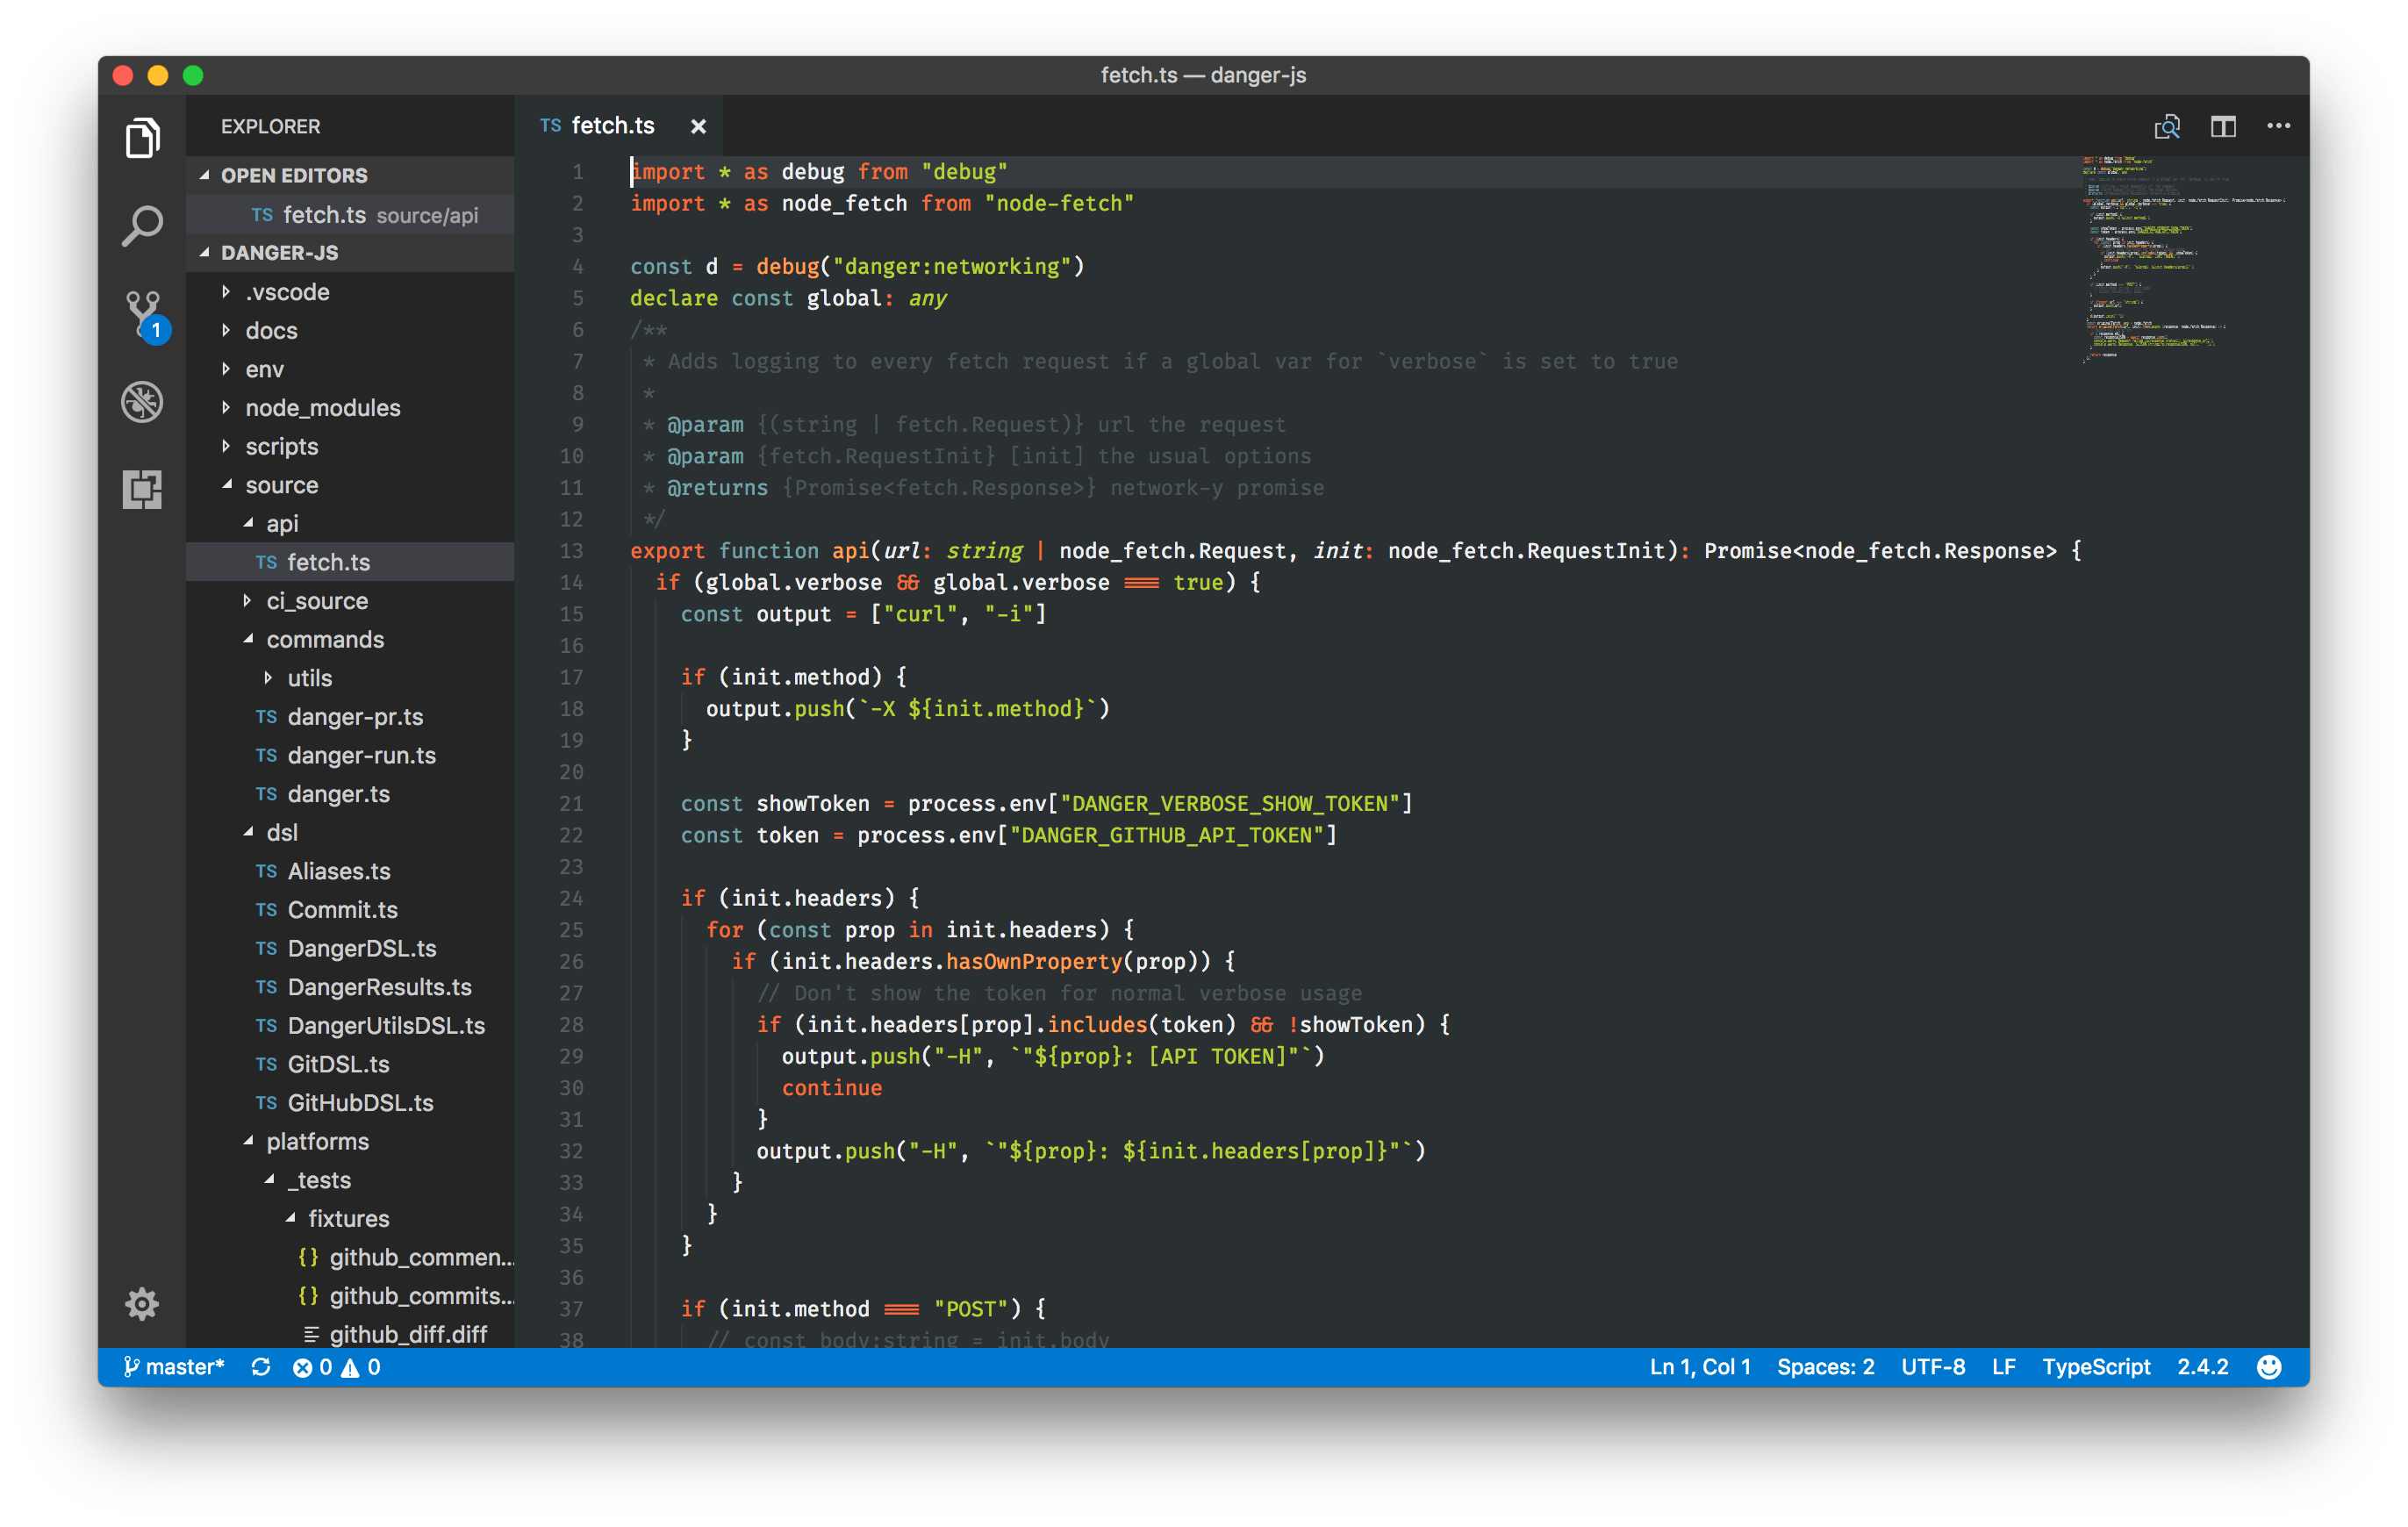 fetch.ts — danger-js
EXPLORER
OPEN EDITORS
TS fetch.ts source/api
DANGER-JS
.vscode
docs
env
node_modules
scripts
source
api
TS fetch.ts
ci_source
commands
utils
TS danger-pr.ts
TS danger-run.ts
TS danger.ts
dsl
TS Aliases.ts
TS Commit.ts
TS DangerDSL.ts
TS DangerResults.ts
TS DangerUtilsDSL.ts
TS GitDSL.ts
TS GitHubDSL.ts
platforms
_tests
fixtures
{} github_commen...
{} github_commits...
github_diff.diff
1
TS fetch.ts ×
1 import * as debug from "debug"
2 import * as node_fetch from "node-fetch"
3
4 const d = debug("danger:networking")
5 declare const global: any
6 /**
7 * Adds logging to every fetch request if a global var for `verbose` is set to true
8 *
9 * @param {(string | fetch.Request)} url the request
10 * @param {fetch.RequestInit} [init] the usual options
11 * @returns {Promise<fetch.Response>} network-y promise
12 */
13 export function api(url: string | node_fetch.Request, init: node_fetch.RequestInit): Promise<node_fetch.Response> {
14 if (global.verbose && global.verbose === true) {
15 const output = ["curl", "-i"]
16
17 if (init.method) {
18 output.push(`-X ${init.method}`)
19 }
20
21 const showToken = process.env["DANGER_VERBOSE_SHOW_TOKEN"]
22 const token = process.env["DANGER_GITHUB_API_TOKEN"]
23
24 if (init.headers) {
25 for (const prop in init.headers) {
26 if (init.headers.hasOwnProperty(prop)) {
27 // Don't show the token for normal verbose usage
28 if (init.headers[prop].includes(token) && !showToken) {
29 output.push("-H", `"${prop}: [API TOKEN]"`)
30 continue
31 }
32 output.push("-H", `"${prop}: ${init.headers[prop]}"`)
33 }
34 }
35 }
36
37 if (init.method === "POST") {
38 // const body:string = init.body
master* 0 0
Ln 1, Col 1 Spaces: 2 UTF-8 LF TypeScript 2.4.2